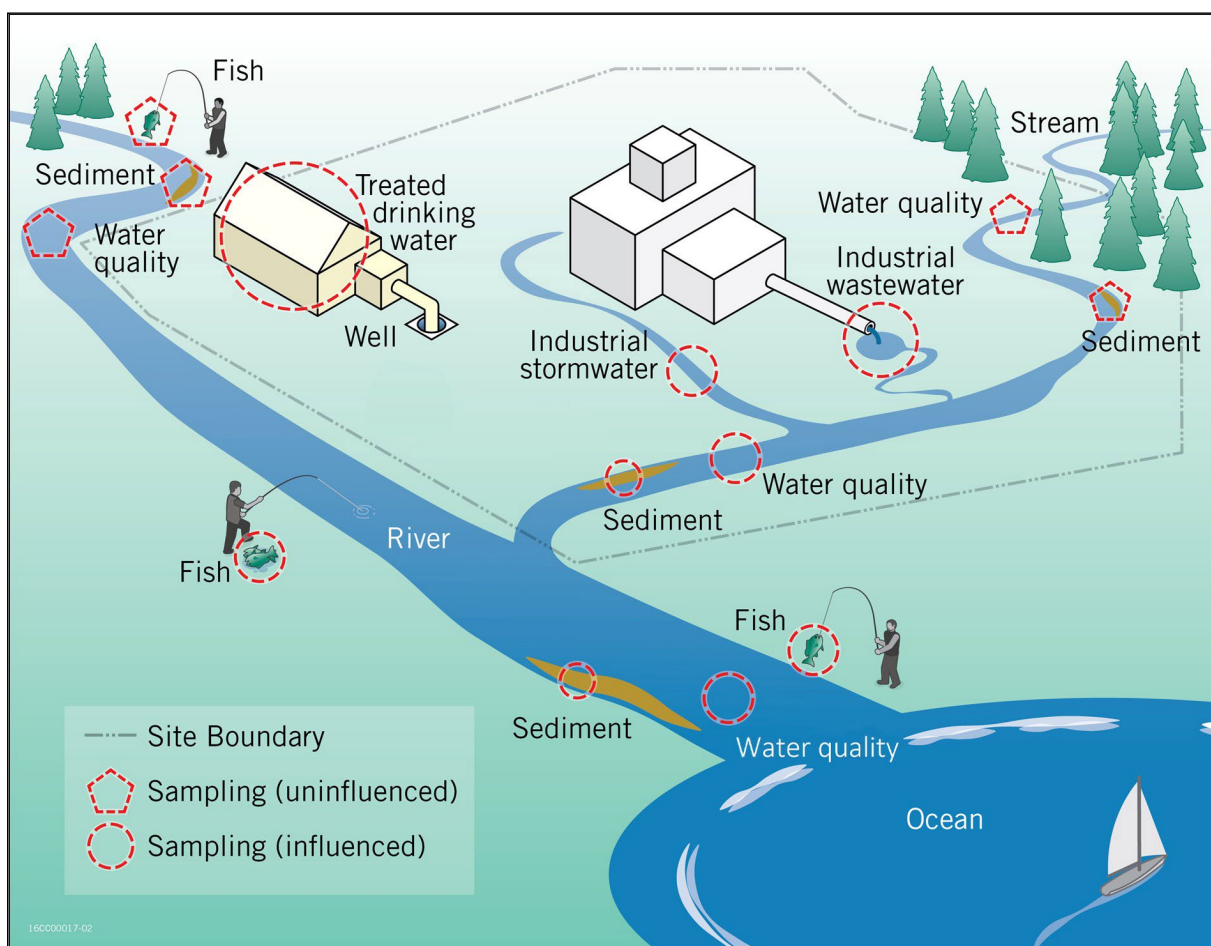 Fish
Stream
Sediment
Treated
drinking
water
Water quality
Water
quality
Industrial
wastewater
Well
Industrial
stormwater
Sediment
Water quality
Sediment
River
Fish
Fish
Sediment
Water quality
Site Boundary
Sampling (uninfluenced)
Sampling (influenced)
Ocean
16CC00017-02